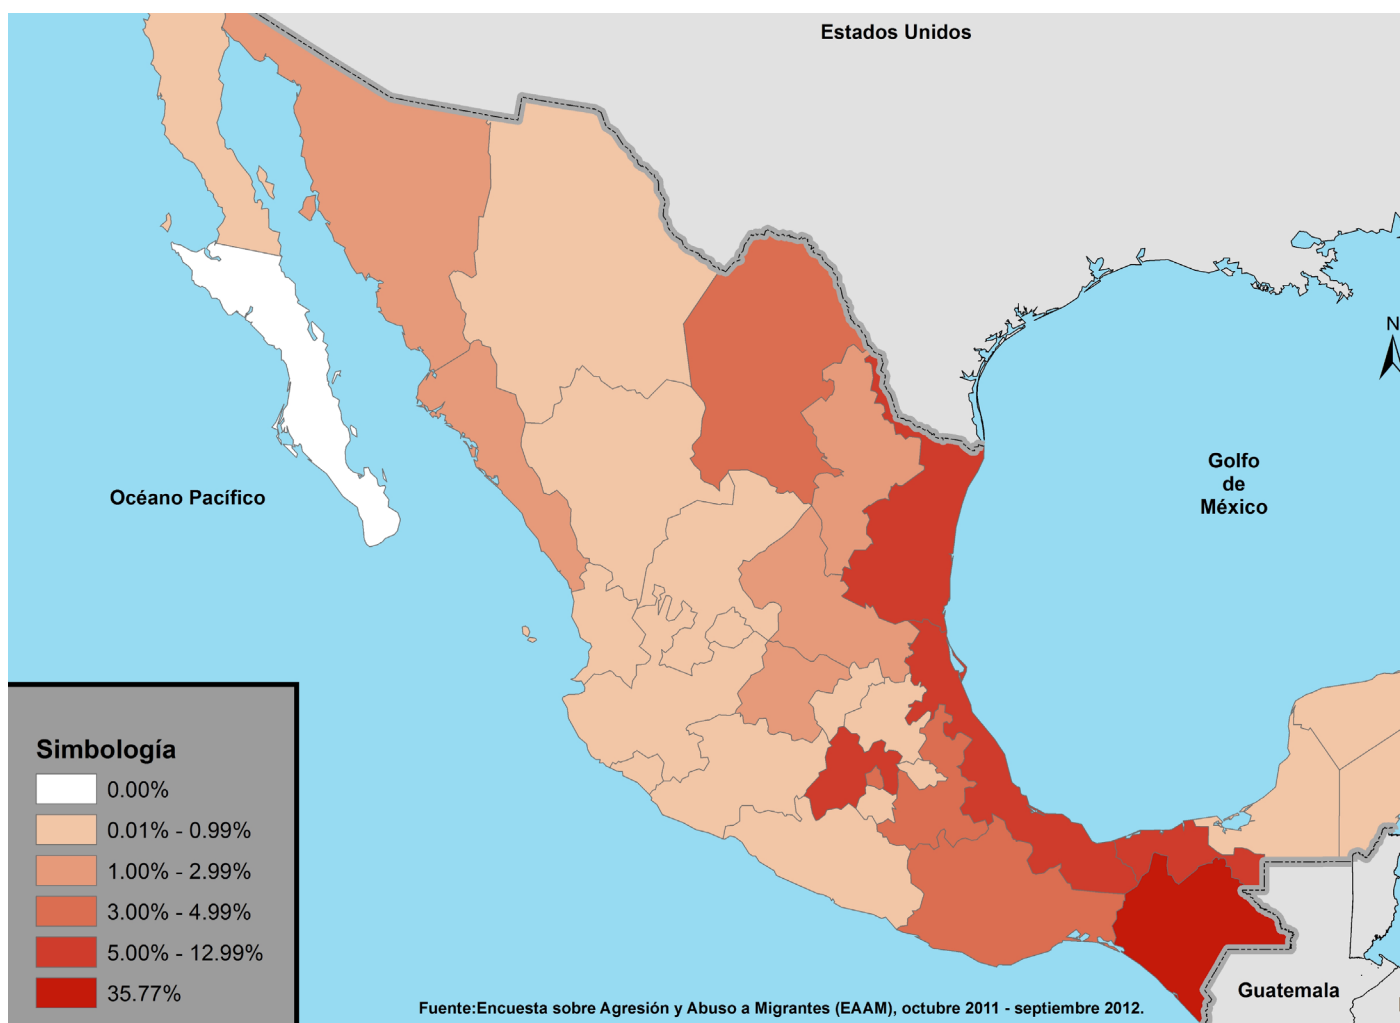 Estados Unidos
N
Golfo
de
México
Océano Pacífico
Simbología
0.00%
0.01% - 0.99%
1.00% - 2.99%
3.00% - 4.99%
5.00% - 12.99%
35.77%
Guatemala
Fuente:Encuesta sobre Agresión y Abuso a Migrantes (EAAM), octubre 2011 - septiembre 2012.